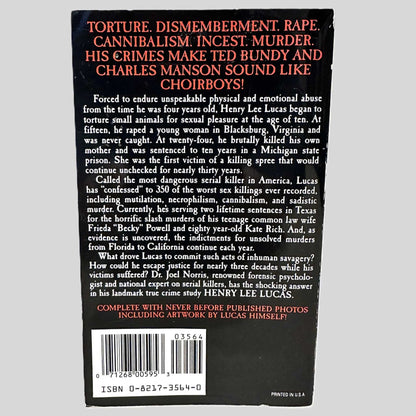 TORTURE. DISMEMBERMENT. RAPE.
CANNIBALISM. INCEST. MURDER.
HIS CRIMES MAKE TED BUNDY AND
CHARLES MANSON SOUND LIKE
CHOIRBOYS!
Forced to endure unspeakable physical and emotional abuse
from the time he was four years old, Henry Lee Lucas began to
torture small animals for sexual pleasure at the age of ten. At
fifteen, he raped a young woman in Blacksburg, Virginia and
was never caught. At twenty-four, he brutally killed his own
mother and was sentenced to ten years in a Michigan state
prison. She was the first victim of a killing spree that would
continue unchecked for nearly thirty years.
Called the most dangerous serial killer in America, Lucas
has "confessed" to 350 of the worst sex killings ever recorded,
including mutilation, necrophilism, cannibalism, and sadistic
murder. Currently, he's serving two lifetime sentences in Texas
for the horrific slash murders of his teenage common law wife
Frieda "Becky" Powell and eighty year-old Kate Rich. And, as
evidence is uncovered, the indictments for unsolved murders
from Florida to California continue each year.
What drove Lucas to commit such acts of inhuman savagery?
How could he escape justice for nearly three decades while his
victims suffered? Dr. Joel Norris, renowned forensic psycholo-
gist and national expert on serial killers, has the shocking answer
in his landmark true crime study HENRY LEE LUCAS.
COMPLETE WITH NEVER BEFORE PUBLISHED PHOTOS
INCLUDING ARTWORK BY LUCAS HIMSELF!
03564
0 71268 00595 3
ISBN 0-8217-3564-0
PRINTED IN U.S.A